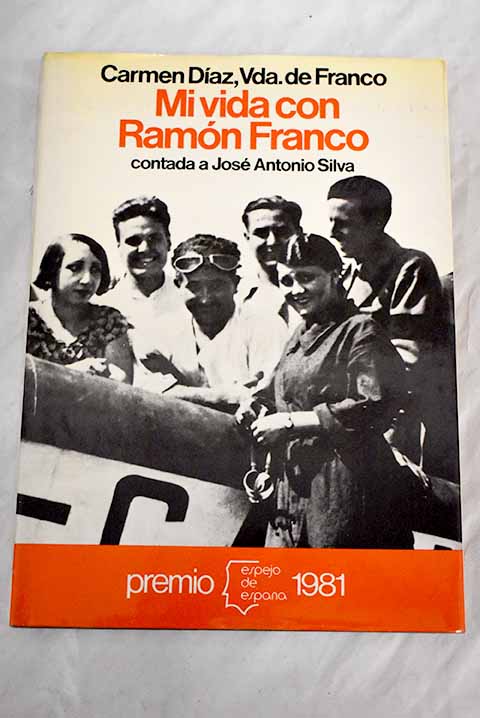 Carmen Díaz, Vda. de Franco
Mi vida con
Ramón Franco
contada a José Antonio Silva
-CA
premio espejo de españa 1981